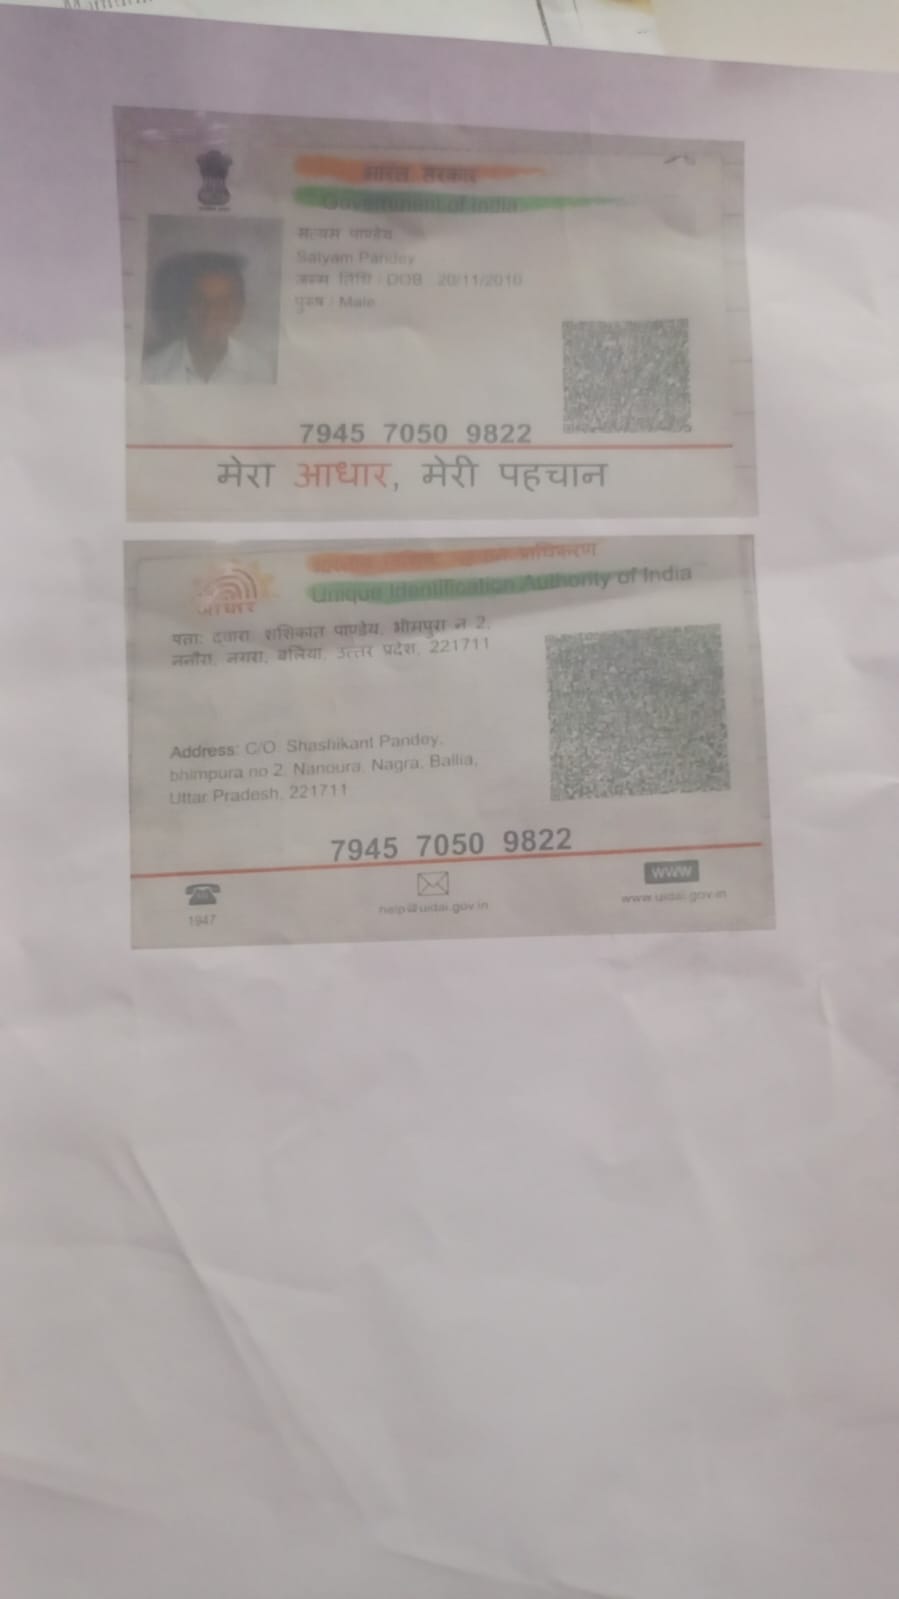 भारत सरकार
Government of India
सत्यम पाण्डेय
Satyam Pandey
जन्म तिथि / DOB : 20/11/2010
पुरुष / Male
7945 7050 9822
मेरा आधार, मेरी पहचान
प्राधिकरण
Unique Identification Authority of India
आधार
पता: द्वारा: शशिकांत पाण्डेय, भीमपुरा न 2,
ननौरा, नगरा, बलिया, उत्तर प्रदेश, 221711
Address: C/O. Shashikant Pandey,
bhimpura no 2, Nanoura, Nagra, Ballia,
Uttar Pradesh, 221711
7945 7050 9822
1947
help@uidai.gov.in
WWW
www.uidai.gov.in